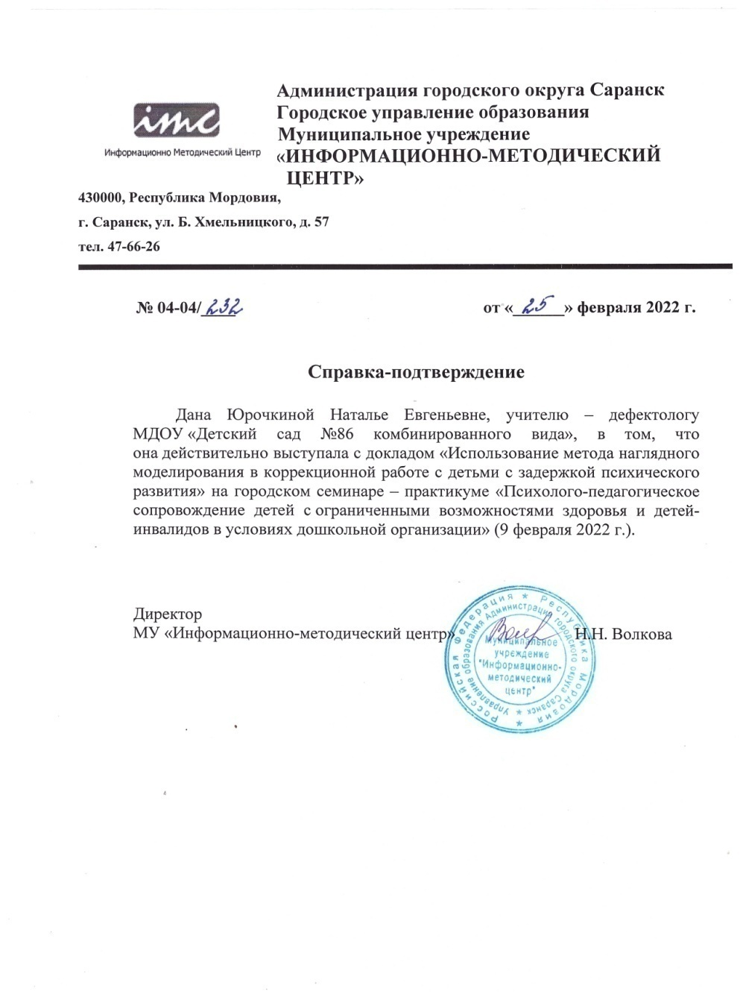 Администрация городского округа Саранск
Городское управление образования
Муниципальное учреждение
«ИНФОРМАЦИОННО-МЕТОДИЧЕСКИЙ
ЦЕНТР»
imc
Информационно Методический Центр
430000, Республика Мордовия,
г. Саранск, ул. Б. Хмельницкого, д. 57
тел. 47-66-26
№ 04-04/ 232
от « 25 » февраля 2022 г.
Справка-подтверждение
Дана Юрочкиной Наталье Евгеньевне, учителю – дефектологу
МДОУ «Детский сад №86 комбинированного вида», в том, что
она действительно выступала с докладом «Использование метода наглядного
моделирования в коррекционной работе с детьми с задержкой психического
развития» на городском семинаре – практикуме «Психолого-педагогическое
сопровождение детей с ограниченными возможностями здоровья и детей-
инвалидов в условиях дошкольной организации» (9 февраля 2022 г.).
Директор
МУ «Информационно-методический центр»
Н.Н. Волкова
Российская Федерация ★ Республика Мордовия ★
Управление образования Администрация городского округа Саранск ★
Муниципальное
учреждение
"Информационно-
методический
центр"